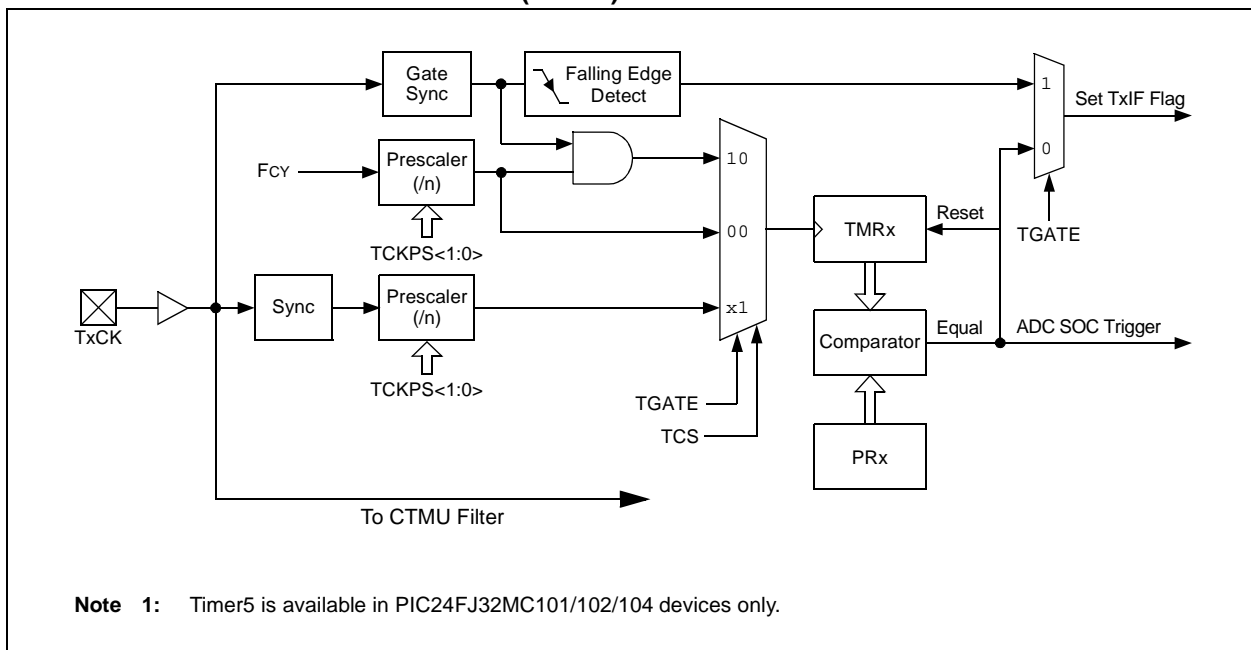 Gate
Sync
Falling Edge
Detect
1
Set TxIF Flag
0
TGATE
FCY
Prescaler
(/n)
TCKPS<1:0>
10
00
x1
TMRx
Reset
TxCK
Sync
Prescaler
(/n)
TCKPS<1:0>
Comparator
Equal
ADC SOC Trigger
TGATE
TCS
PRx
To CTMU Filter
Note 1: Timer5 is available in PIC24FJ32MC101/102/104 devices only.